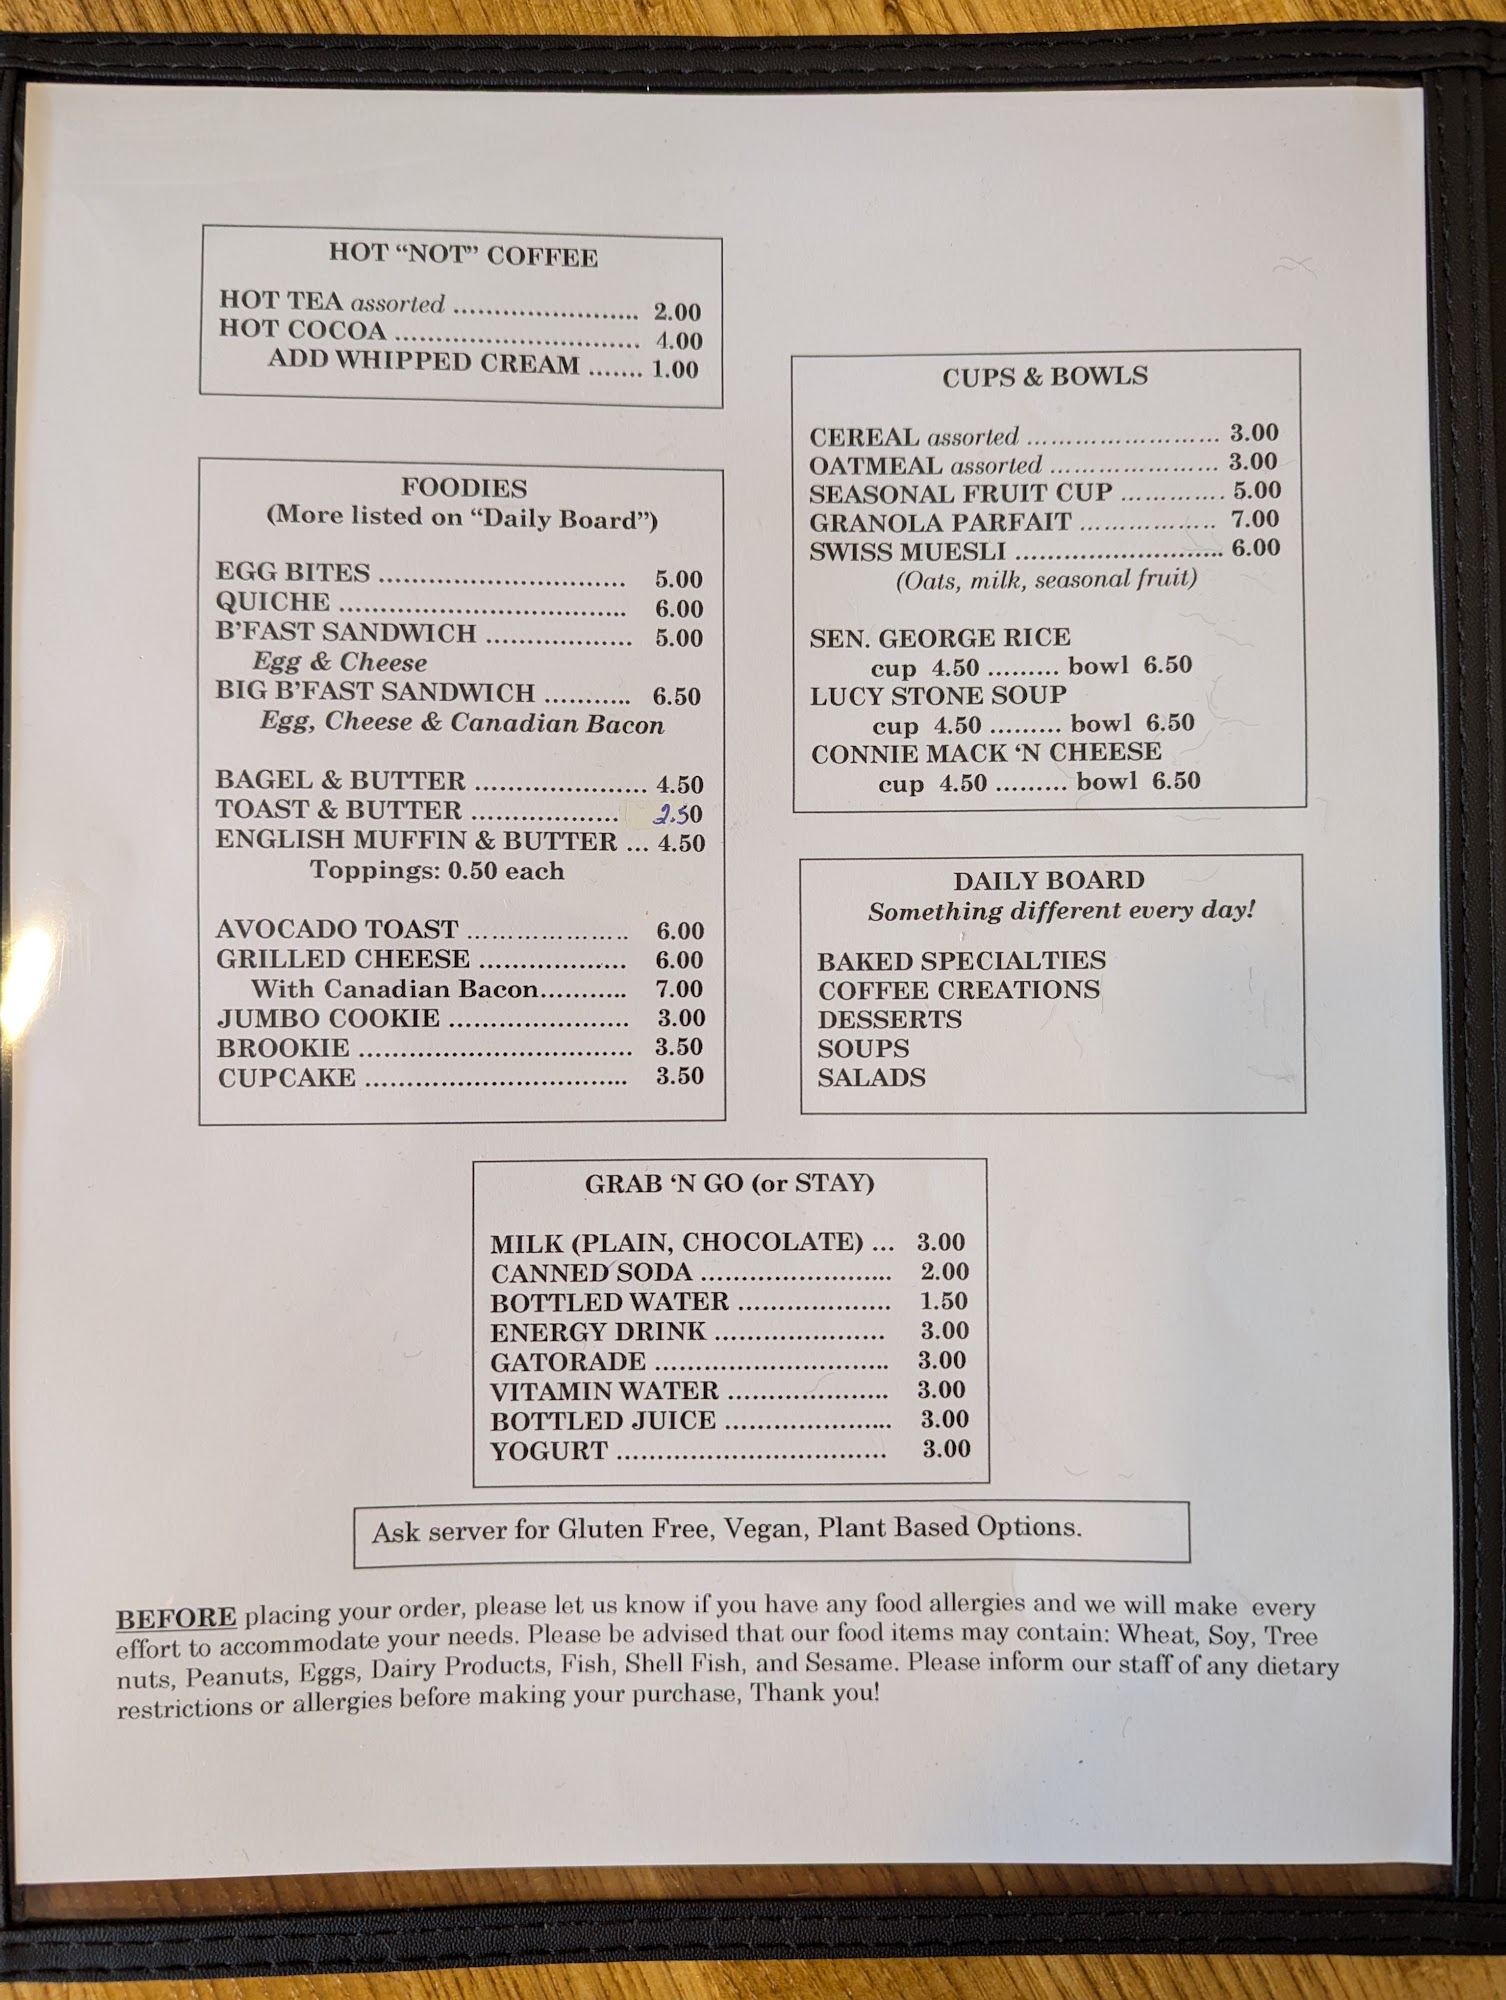 HOT “NOT” COFFEE
HOT TEA assorted ....................... 2.00
HOT COCOA .............................. 4.00
ADD WHIPPED CREAM ....... 1.00
FOODIES
(More listed on “Daily Board”)
EGG BITES .............................. 5.00
QUICHE ................................... 6.00
B’FAST SANDWICH .................. 5.00
Egg & Cheese
BIG B’FAST SANDWICH ........... 6.50
Egg, Cheese & Canadian Bacon
BAGEL & BUTTER ..................... 4.50
TOAST & BUTTER .................. 2.50
ENGLISH MUFFIN & BUTTER ... 4.50
Toppings: 0.50 each
AVOCADO TOAST .................... 6.00
GRILLED CHEESE .................. 6.00
With Canadian Bacon........... 7.00
JUMBO COOKIE ...................... 3.00
BROOKIE ................................. 3.50
CUPCAKE ................................ 3.50
CUPS & BOWLS
CEREAL assorted ........................ 3.00
OATMEAL assorted ..................... 3.00
SEASONAL FRUIT CUP ............. 5.00
GRANOLA PARFAIT ................. 7.00
SWISS MUESLI .......................... 6.00
(Oats, milk, seasonal fruit)
SEN. GEORGE RICE
cup 4.50 ......... bowl 6.50
LUCY STONE SOUP
cup 4.50 ......... bowl 6.50
CONNIE MACK ‘N CHEESE
cup 4.50 ......... bowl 6.50
DAILY BOARD
Something different every day!
BAKED SPECIALTIES
COFFEE CREATIONS
DESSERTS
SOUPS
SALADS
GRAB ‘N GO (or STAY)
MILK (PLAIN, CHOCOLATE) ... 3.00
CANNED SODA ....................... 2.00
BOTTLED WATER ................... 1.50
ENERGY DRINK ..................... 3.00
GATORADE ............................ 3.00
VITAMIN WATER .................... 3.00
BOTTLED JUICE ..................... 3.00
YOGURT ................................. 3.00
Ask server for Gluten Free, Vegan, Plant Based Options.
BEFORE placing your order, please let us know if you have any food allergies and we will make every
effort to accommodate your needs. Please be advised that our food items may contain: Wheat, Soy, Tree
nuts, Peanuts, Eggs, Dairy Products, Fish, Shell Fish, and Sesame. Please inform our staff of any dietary
restrictions or allergies before making your purchase, Thank you!